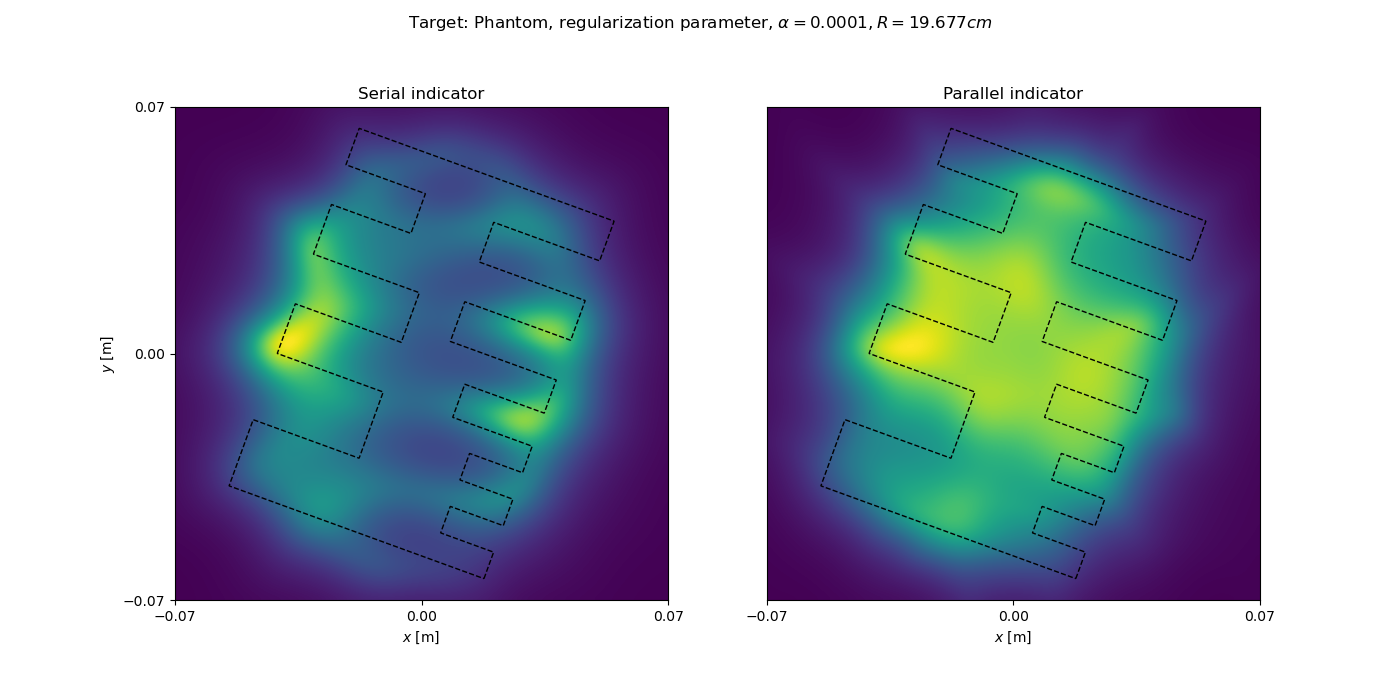 Target: Phantom, regularization parameter, α = 0.0001, R = 19.677cm
Serial indicator
Parallel indicator
0.07
0.00
−0.07
y [m]
−0.07
0.00
0.07
x [m]
−0.07
0.00
0.07
x [m]